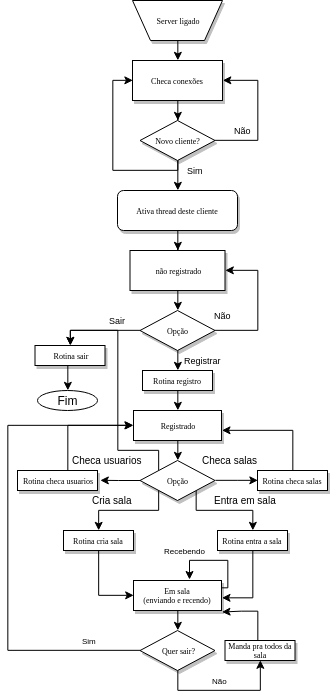 Server ligado
Checa conexões
Novo cliente?
Não
Sim
Ativa thread deste cliente
não registrado
Opção
Não
Sair
Registrar
Rotina sair
Rotina registro
Fim
Registrado
Checa usuarios
Checa salas
Rotina checa usuarios
Opção
Rotina checa salas
Cria sala
Entra em sala
Rotina cria sala
Rotina entra a sala
Recebendo
Em sala
(enviando e recendo)
Sim
Quer sair?
Manda pra todos da
sala
Não